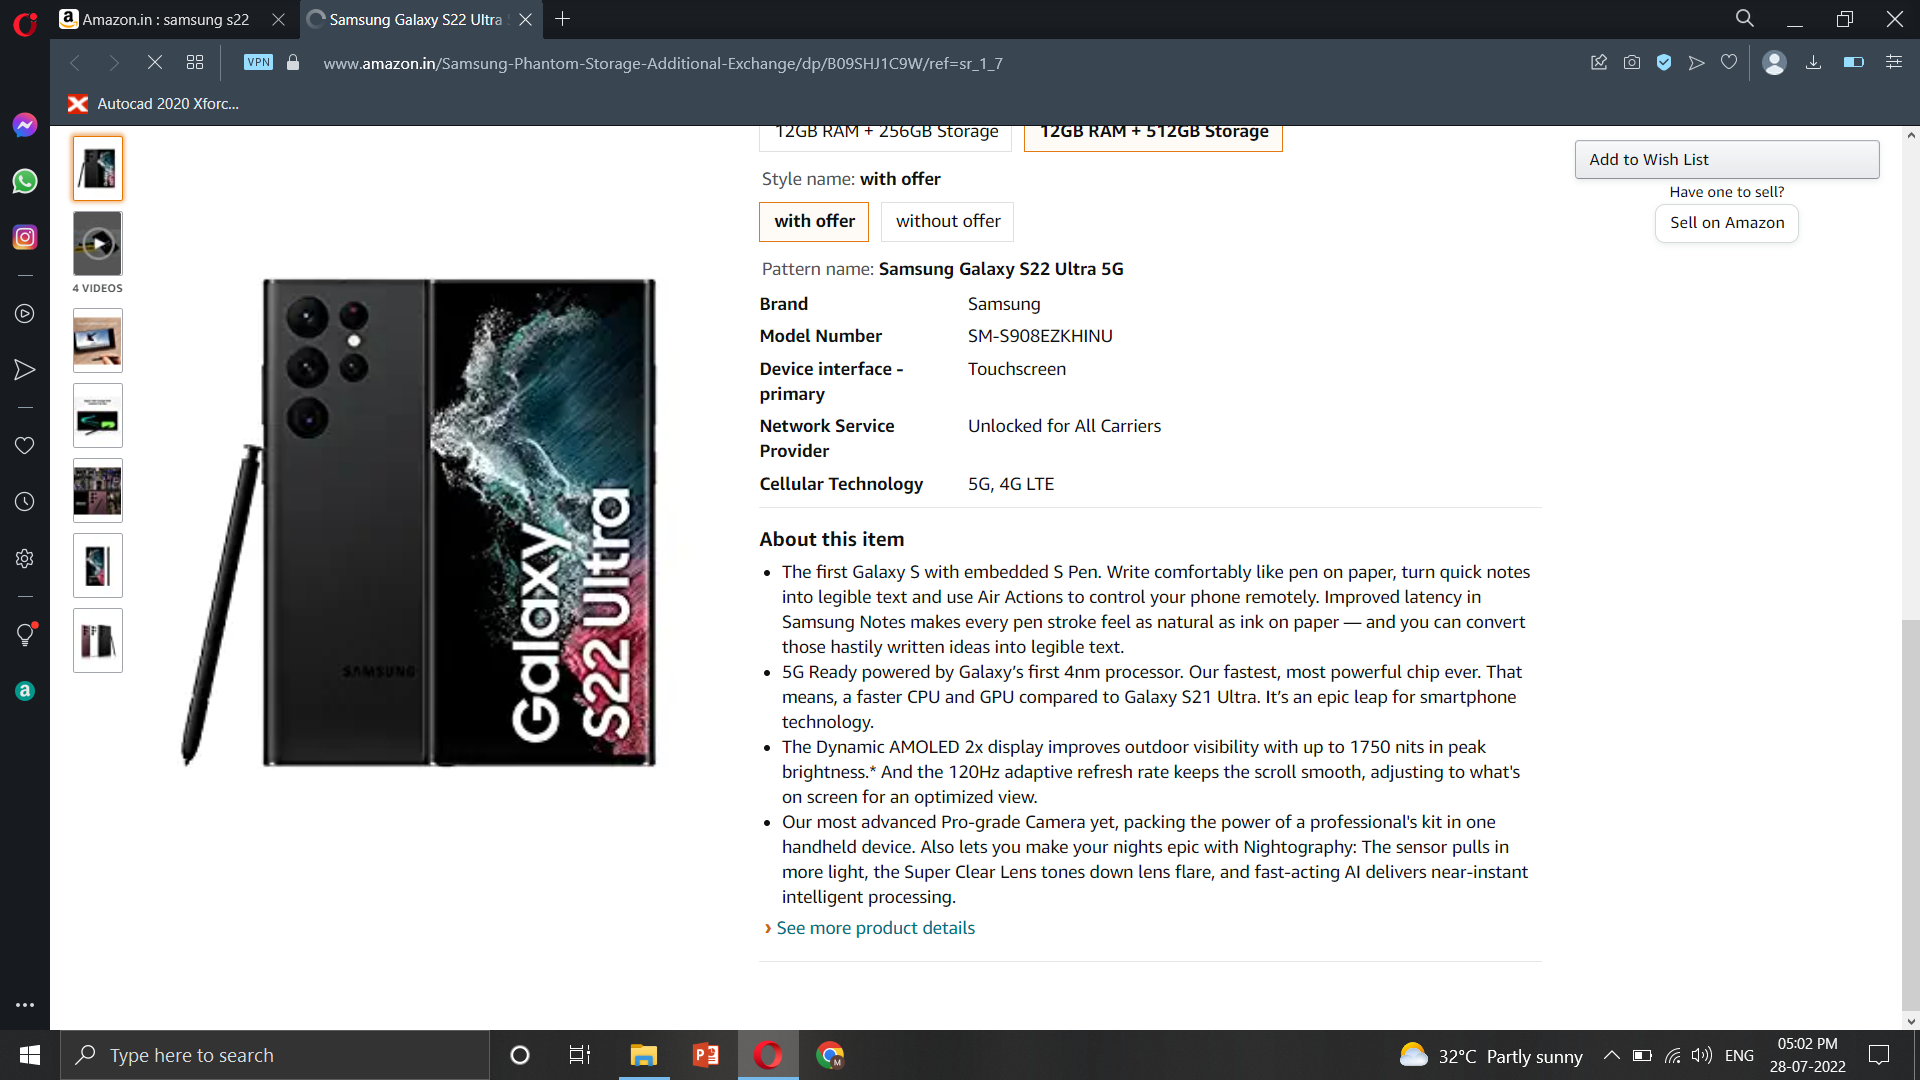 Amazon.in : samsung s22
Samsung Galaxy S22 Ultra
VPN
www.amazon.in/Samsung-Phantom-Storage-Additional-Exchange/dp/B09SHJ1C9W/ref=sr_1_7
Autocad 2020 Xforc...
12GB RAM + 256GB Storage
12GB RAM + 512GB Storage
Add to Wish List
Have one to sell?
Sell on Amazon
Style name: with offer
with offer
without offer
Pattern name: Samsung Galaxy S22 Ultra 5G
4 VIDEOS
Brand Samsung
Model Number SM-S908EZKHINU
Device interface - Touchscreen
primary
Network Service Unlocked for All Carriers
Provider
Cellular Technology 5G, 4G LTE
Galaxy
S22 Ultra
SAMSUNG
About this item
The first Galaxy S with embedded S Pen. Write comfortably like pen on paper, turn quick notes
into legible text and use Air Actions to control your phone remotely. Improved latency in
Samsung Notes makes every pen stroke feel as natural as ink on paper — and you can convert
those hastily written ideas into legible text.
5G Ready powered by Galaxy’s first 4nm processor. Our fastest, most powerful chip ever. That
means, a faster CPU and GPU compared to Galaxy S21 Ultra. It’s an epic leap for smartphone
technology.
The Dynamic AMOLED 2x display improves outdoor visibility with up to 1750 nits in peak
brightness.* And the 120Hz adaptive refresh rate keeps the scroll smooth, adjusting to what's
on screen for an optimized view.
Our most advanced Pro-grade Camera yet, packing the power of a professional's kit in one
handheld device. Also lets you make your nights epic with Nightography: The sensor pulls in
more light, the Super Clear Lens tones down lens flare, and fast-acting AI delivers near-instant
intelligent processing.
› See more product details
Type here to search
32°C Partly sunny
ENG
05:02 PM
28-07-2022